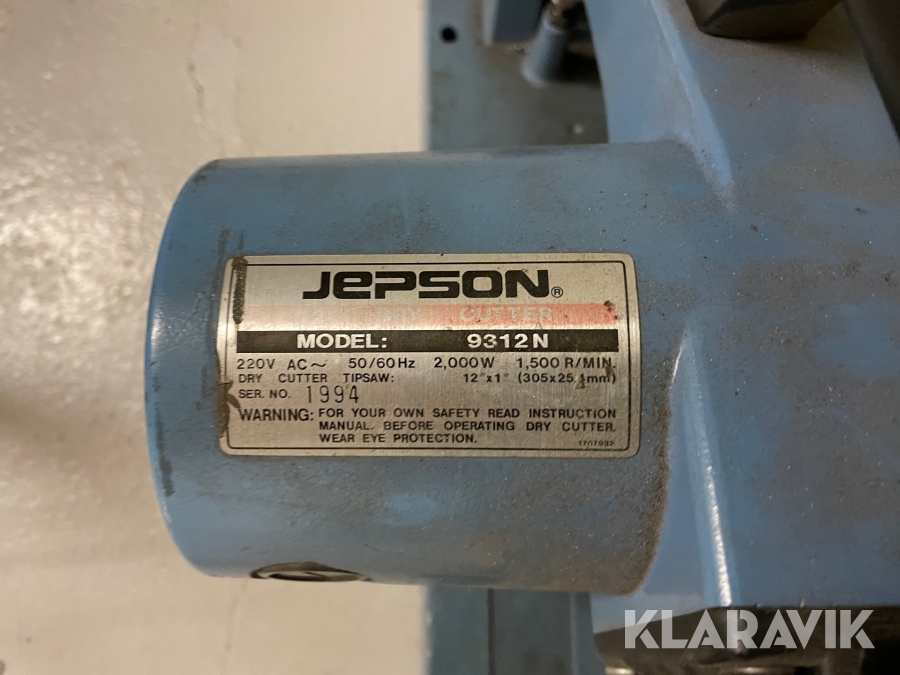 JEPSON®
DRY CUTTER
MODEL: 9312N
220V AC~ 50/60Hz 2,000W 1,500 R/MIN.
DRY CUTTER TIPSAW: 12"x1" (305x25.4mm)
SER. NO. 1994
WARNING: FOR YOUR OWN SAFETY READ INSTRUCTION
MANUAL. BEFORE OPERATING DRY CUTTER.
WEAR EYE PROTECTION.
1707932
KLARAVIK